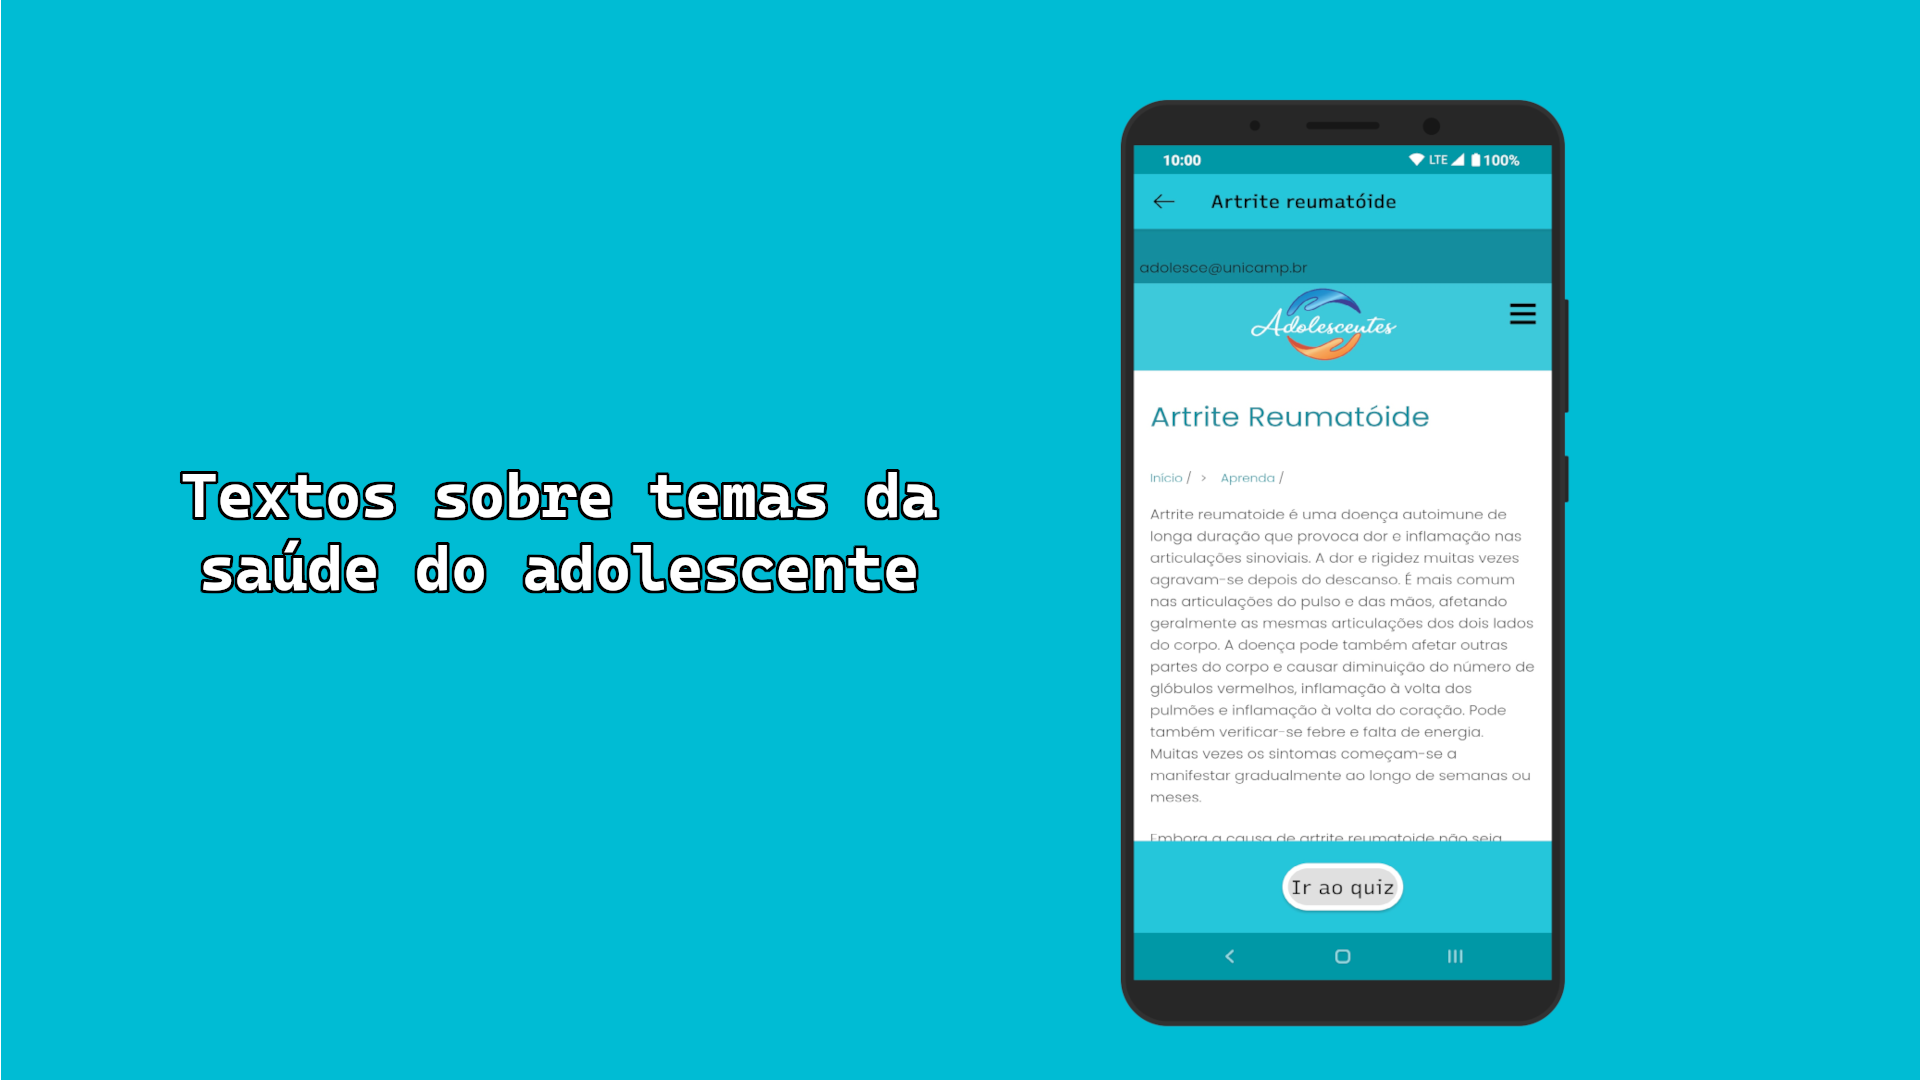 Textos sobre temas da
saúde do adolescente
10:00
LTE
100%
Artrite reumatóide
adolesce@unicamp.br
Adolescentes
Artrite Reumatóide
Início / > Aprenda /
Artrite reumatoide é uma doença autoimune de
longa duração que provoca dor e inflamação nas
articulações sinoviais. A dor e rigidez muitas vezes
agravam-se depois do descanso. É mais comum
nas articulações do pulso e das mãos, afetando
geralmente as mesmas articulações dos dois lados
do corpo. A doença pode também afetar outras
partes do corpo e causar diminuição do número de
glóbulos vermelhos, inflamação à volta dos
pulmões e inflamação à volta do coração. Pode
também verificar-se febre e falta de energia.
Muitas vezes os sintomas começam-se a
manifestar gradualmente ao longo de semanas ou
meses.
Embora a causa de artrite reumatoide não seja
Ir ao quiz